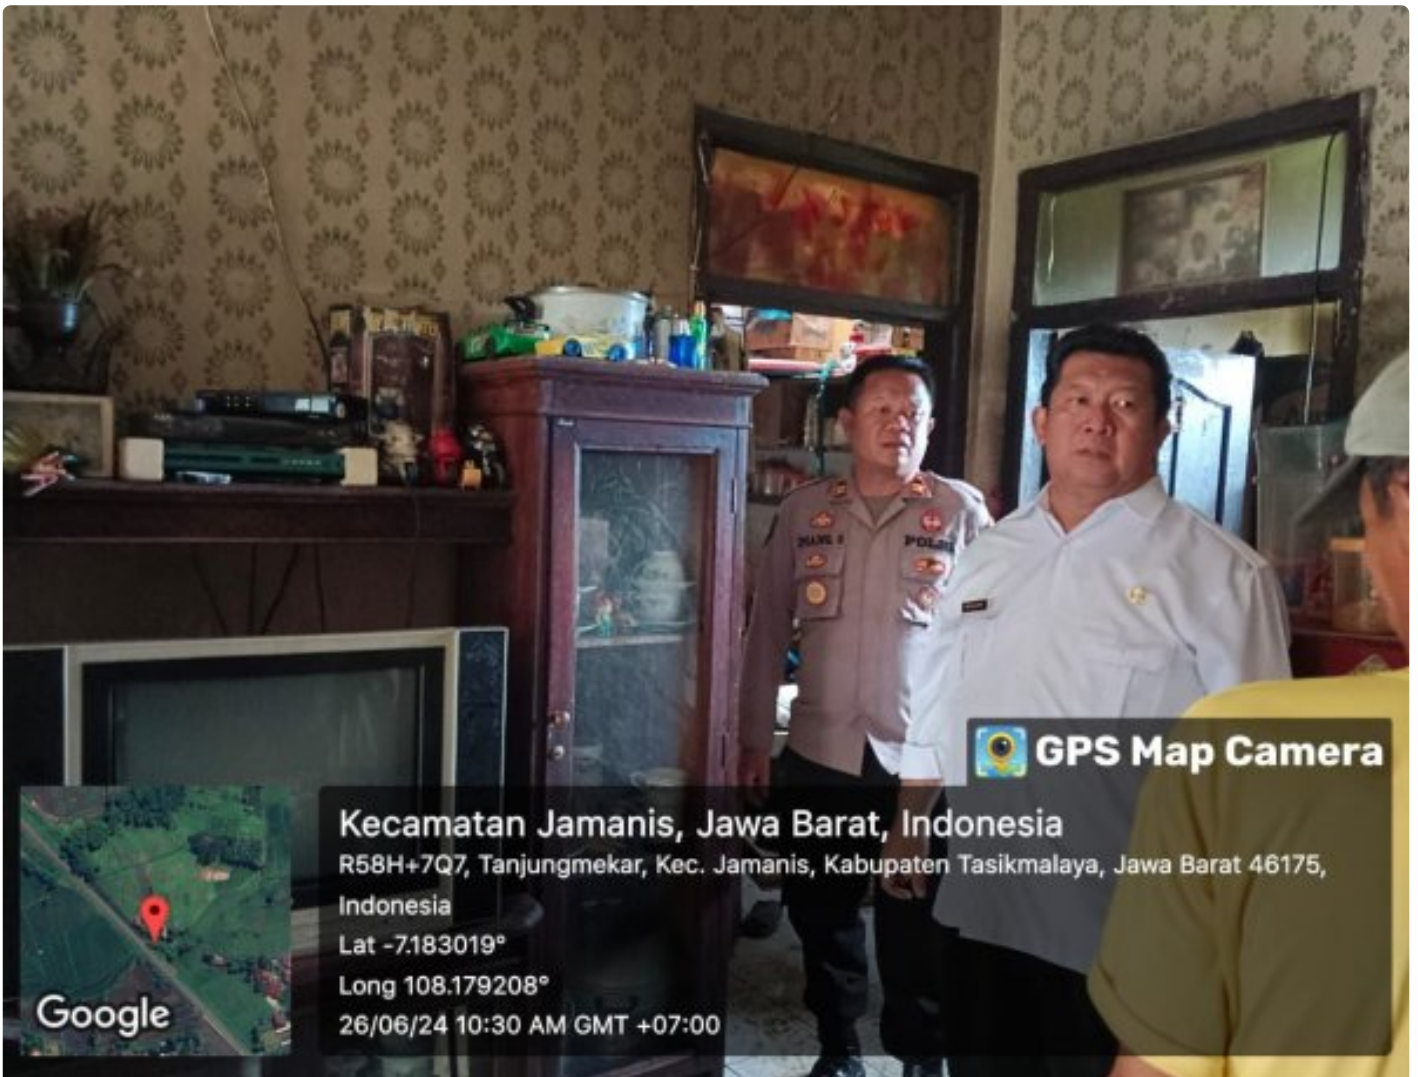 POLRI
GPS Map Camera
Kecamatan Jamanis, Jawa Barat, Indonesia
R58H+7Q7, Tanjungmekar, Kec. Jamanis, Kabupaten Tasikmalaya, Jawa Barat 46175,
Indonesia
Lat -7.183019°
Long 108.179208°
26/06/24 10:30 AM GMT +07:00
Google